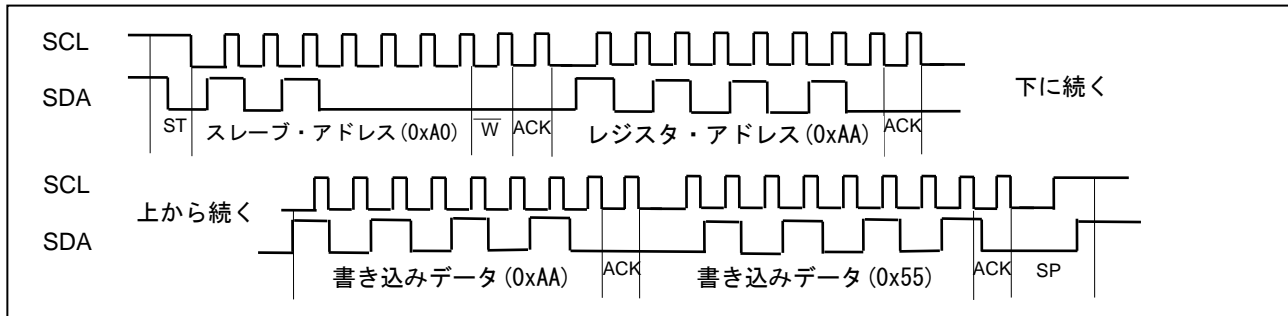 SCL
SDA
下に続く
ST スレーブ・アドレス(0xA0) W ACK レジスタ・アドレス(0xAA) ACK
SCL
上から続く
SDA
書き込みデータ(0xAA) ACK 書き込みデータ(0x55) ACK SP